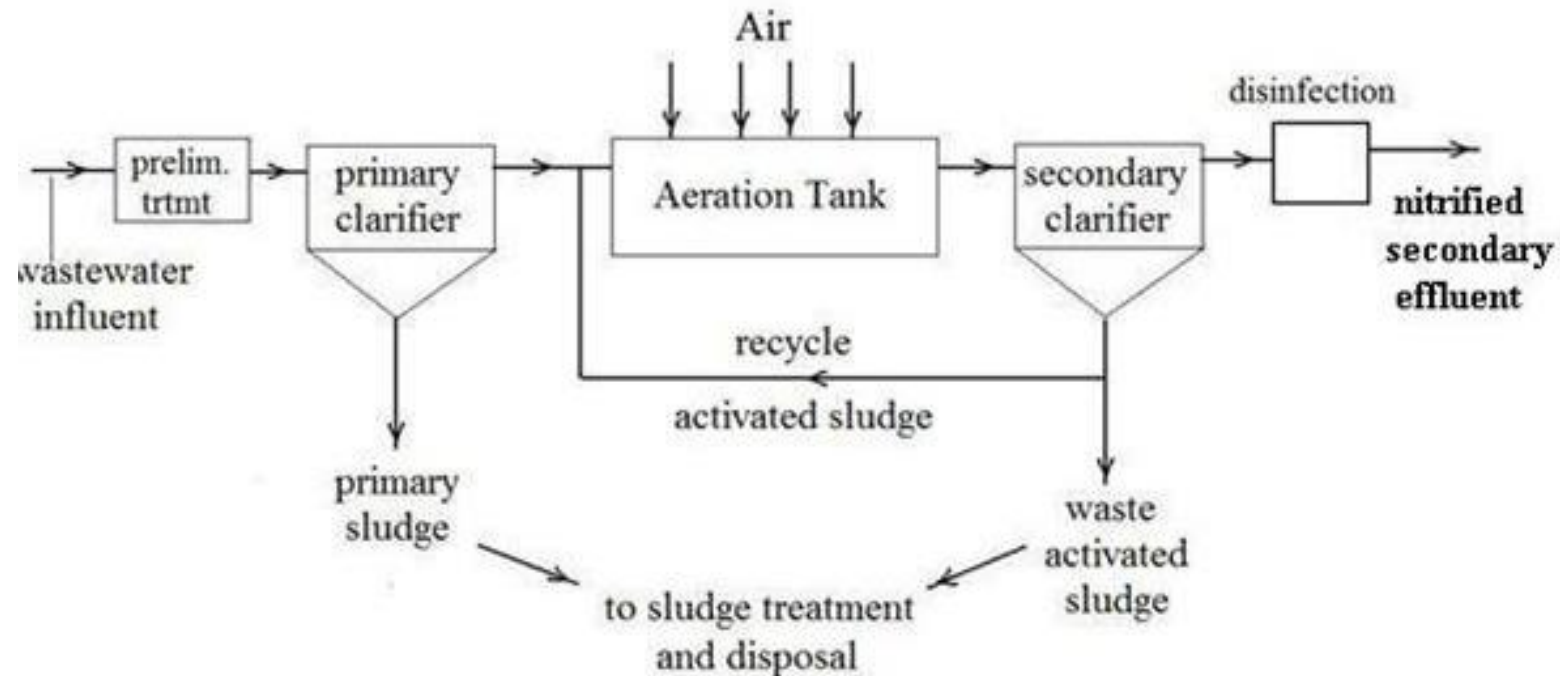 Air
disinfection
prelim.
trtmt
primary
clarifier
Aeration Tank
secondary
clarifier
nitrified
secondary
effluent
wastewater
influent
recycle
activated sludge
primary
sludge
waste
activated
sludge
to sludge treatment
and disposal